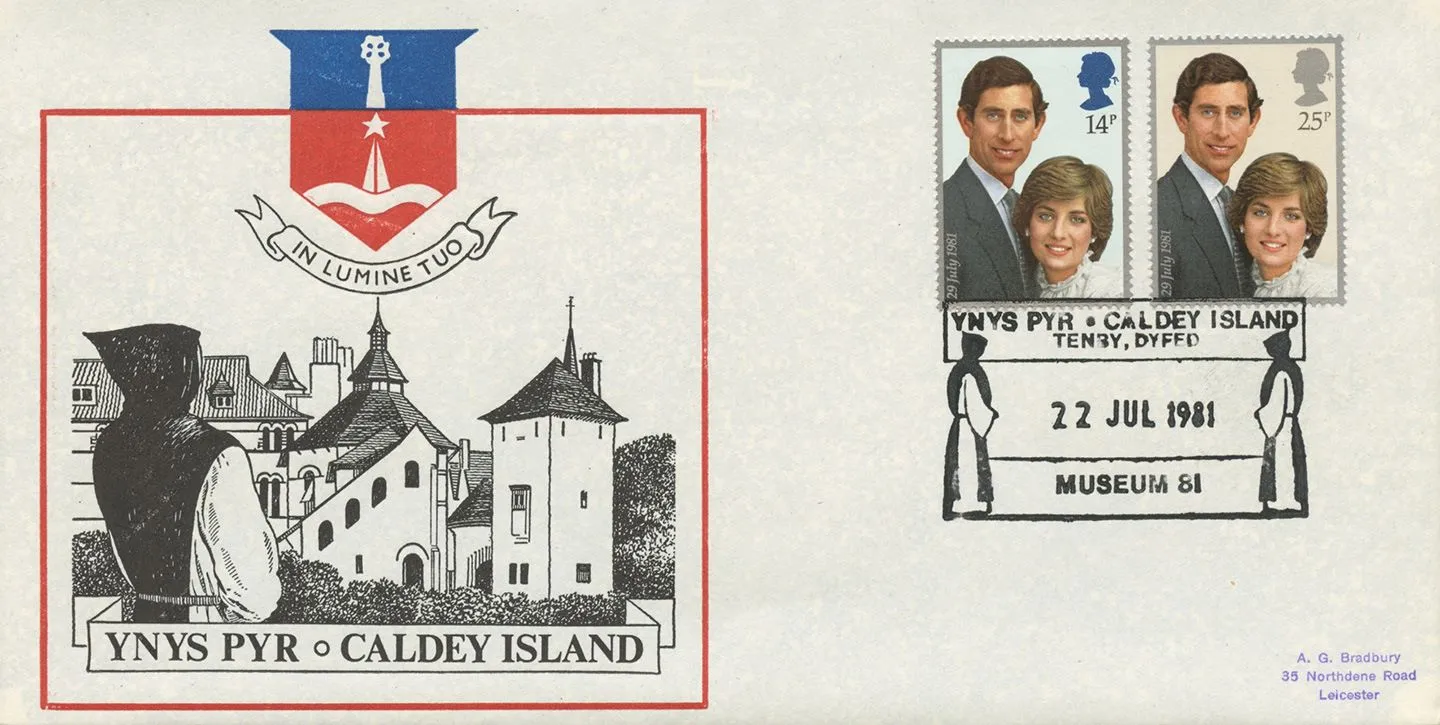 IN LUMINE TUO
YNYS PYR • CALDEY ISLAND
14P
29 July 1981
25P
29 July 1981
YNYS PYR • CALDEY ISLAND
TENBY, DYFED
22 JUL 1981
MUSEUM 81
A. G. Bradbury
35 Northdene Road
Leicester